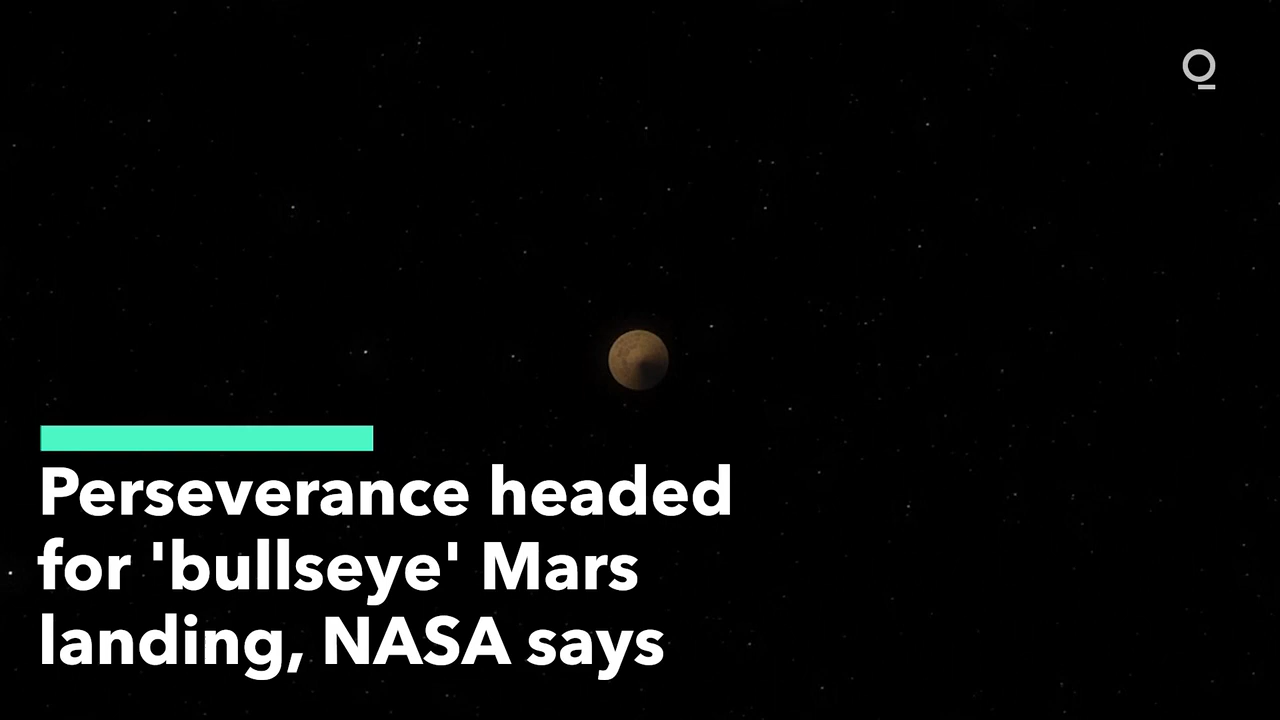 Perseverance headed
for 'bullseye' Mars
landing, NASA says